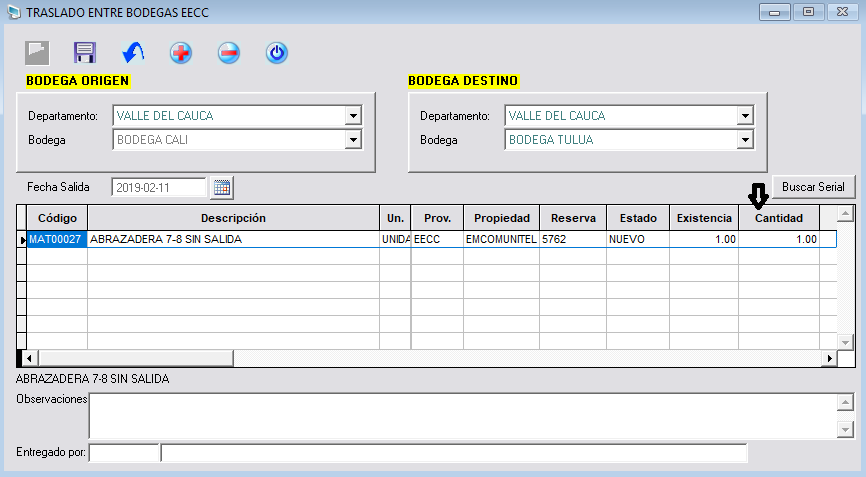 TRASLADO ENTRE BODEGAS EECC
BODEGA ORIGEN
BODEGA DESTINO
Departamento: VALLE DEL CAUCA
Departamento: VALLE DEL CAUCA
Bodega BODEGA CALI
Bodega BODEGA TULUA
Fecha Salida 2019-02-11
Buscar Serial
Código Descripción Un. Prov. Propiedad Reserva Estado Existencia Cantidad
MAT00027 ABRAZADERA 7-8 SIN SALIDA UNIDA EECC EMCOMUNITEL 5762 NUEVO 1.00 1.00
ABRAZADERA 7-8 SIN SALIDA
Observaciones
Entregado por: